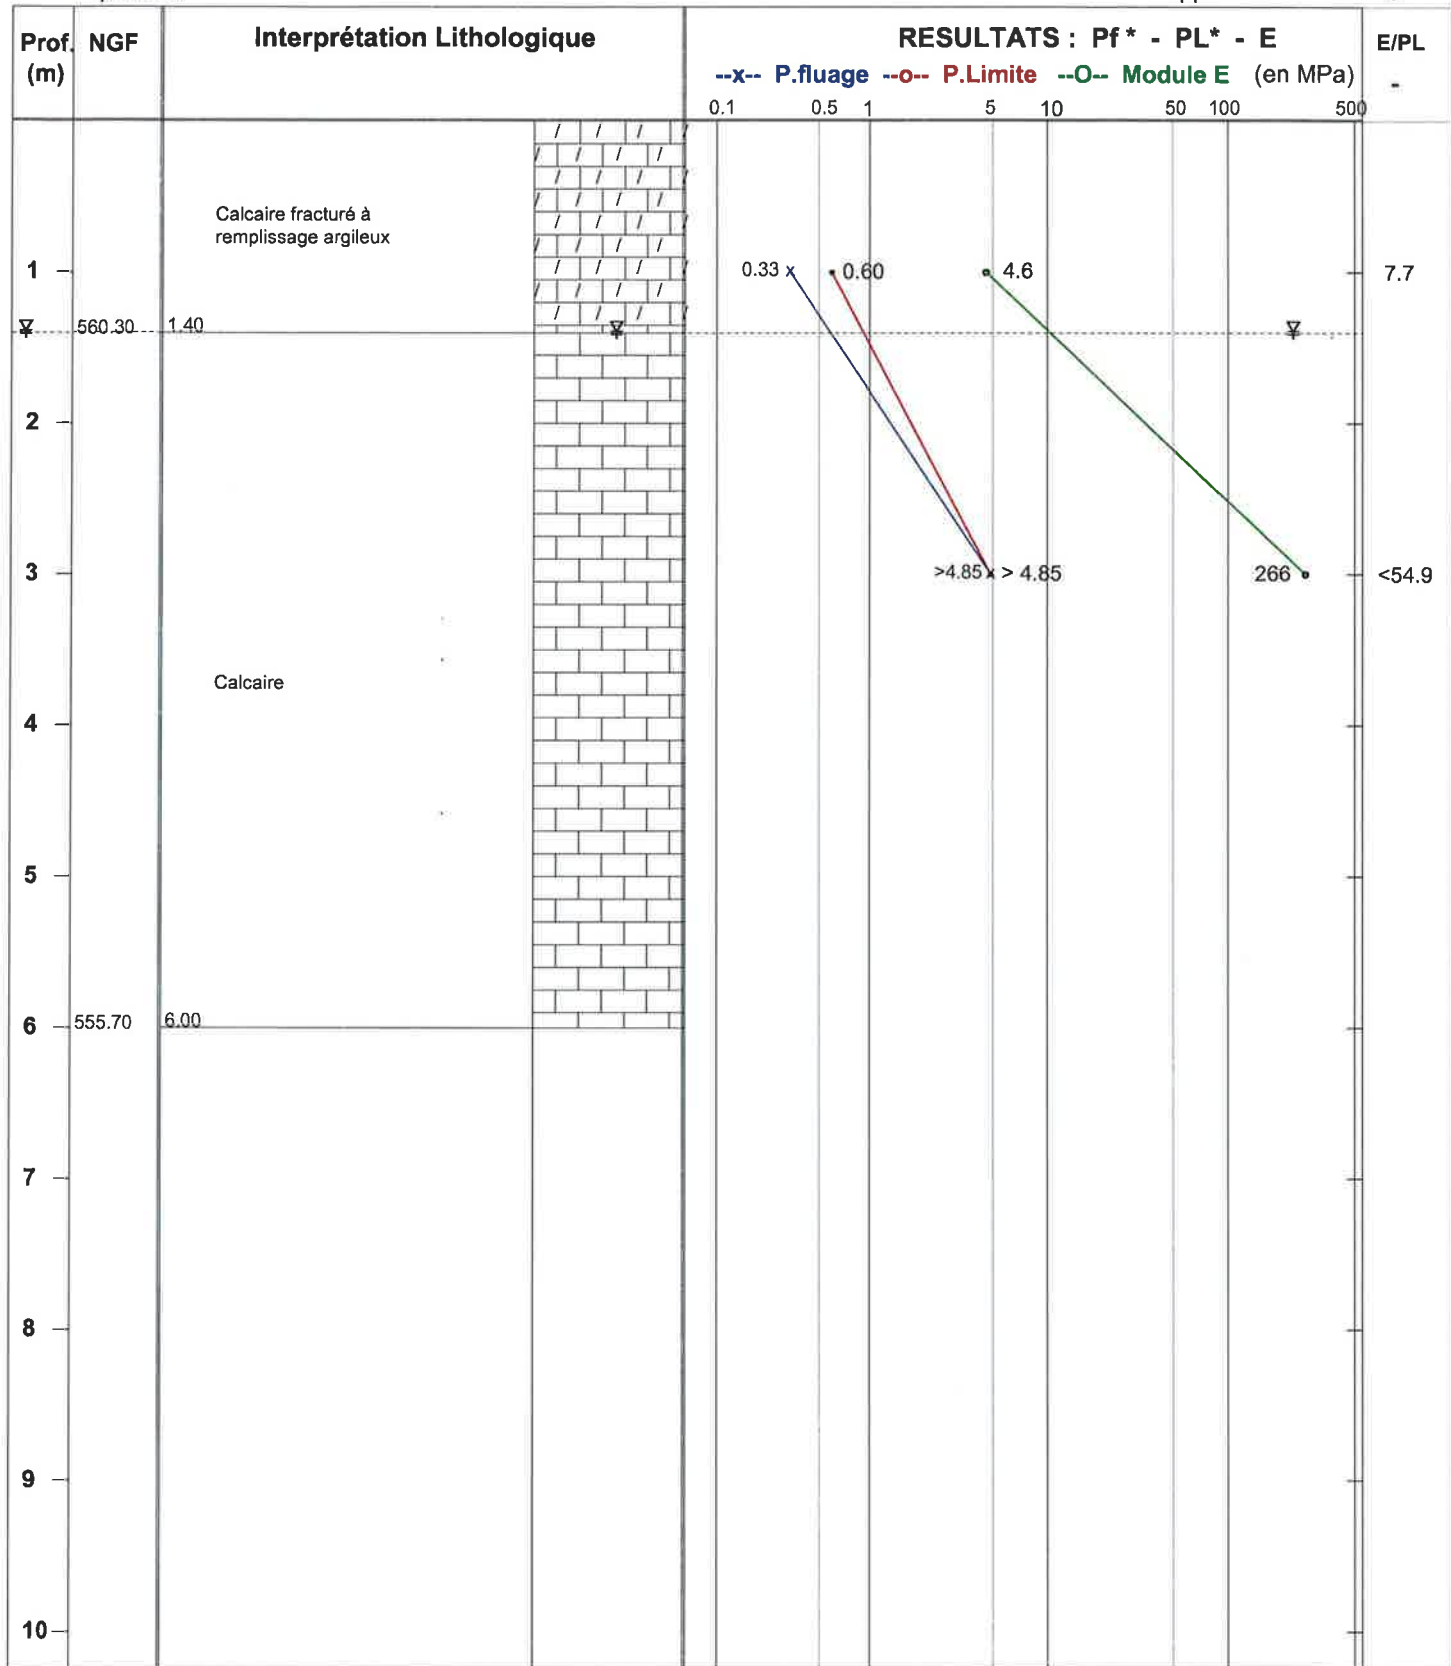 Prof. NGF Interprétation Lithologique RESULTATS : Pf * - PL* - E E/PL
(m) --x-- P.fluage --o-- P.Limite --O-- Module E (en MPa) -
0.1 0.5 1 5 10 50 100 500
Calcaire fracturé à
remplissage argileux
1 0.33 0.60 4.6 7.7
560.30 1.40
2
3 >4.85 > 4.85 266 <54.9
Calcaire
4
5
6 555.70 6.00
7
8
9
10